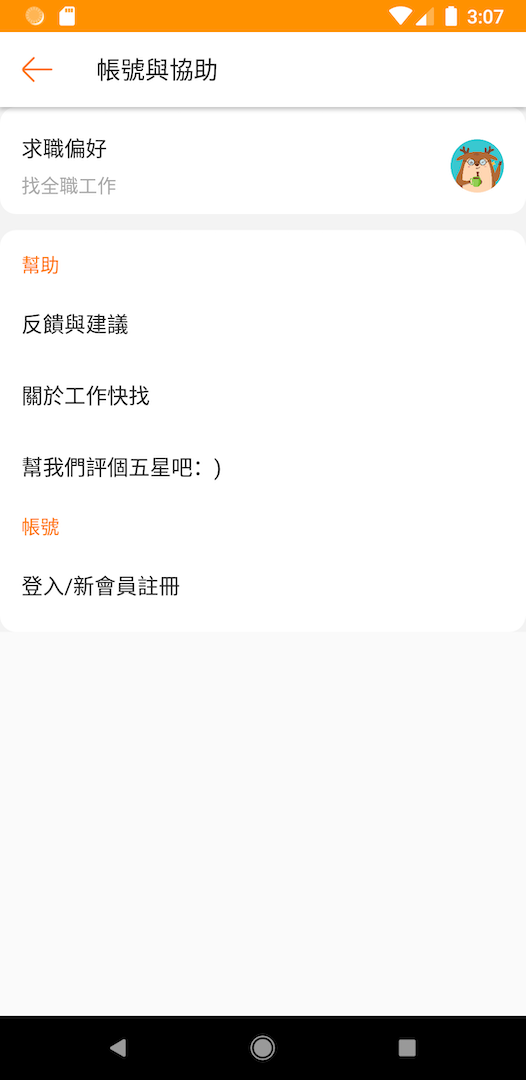 3:07
帳號與協助
求職偏好
找全職工作
幫助
反饋與建議
關於工作快找
幫我們評個五星吧：)
帳號
登入/新會員註冊